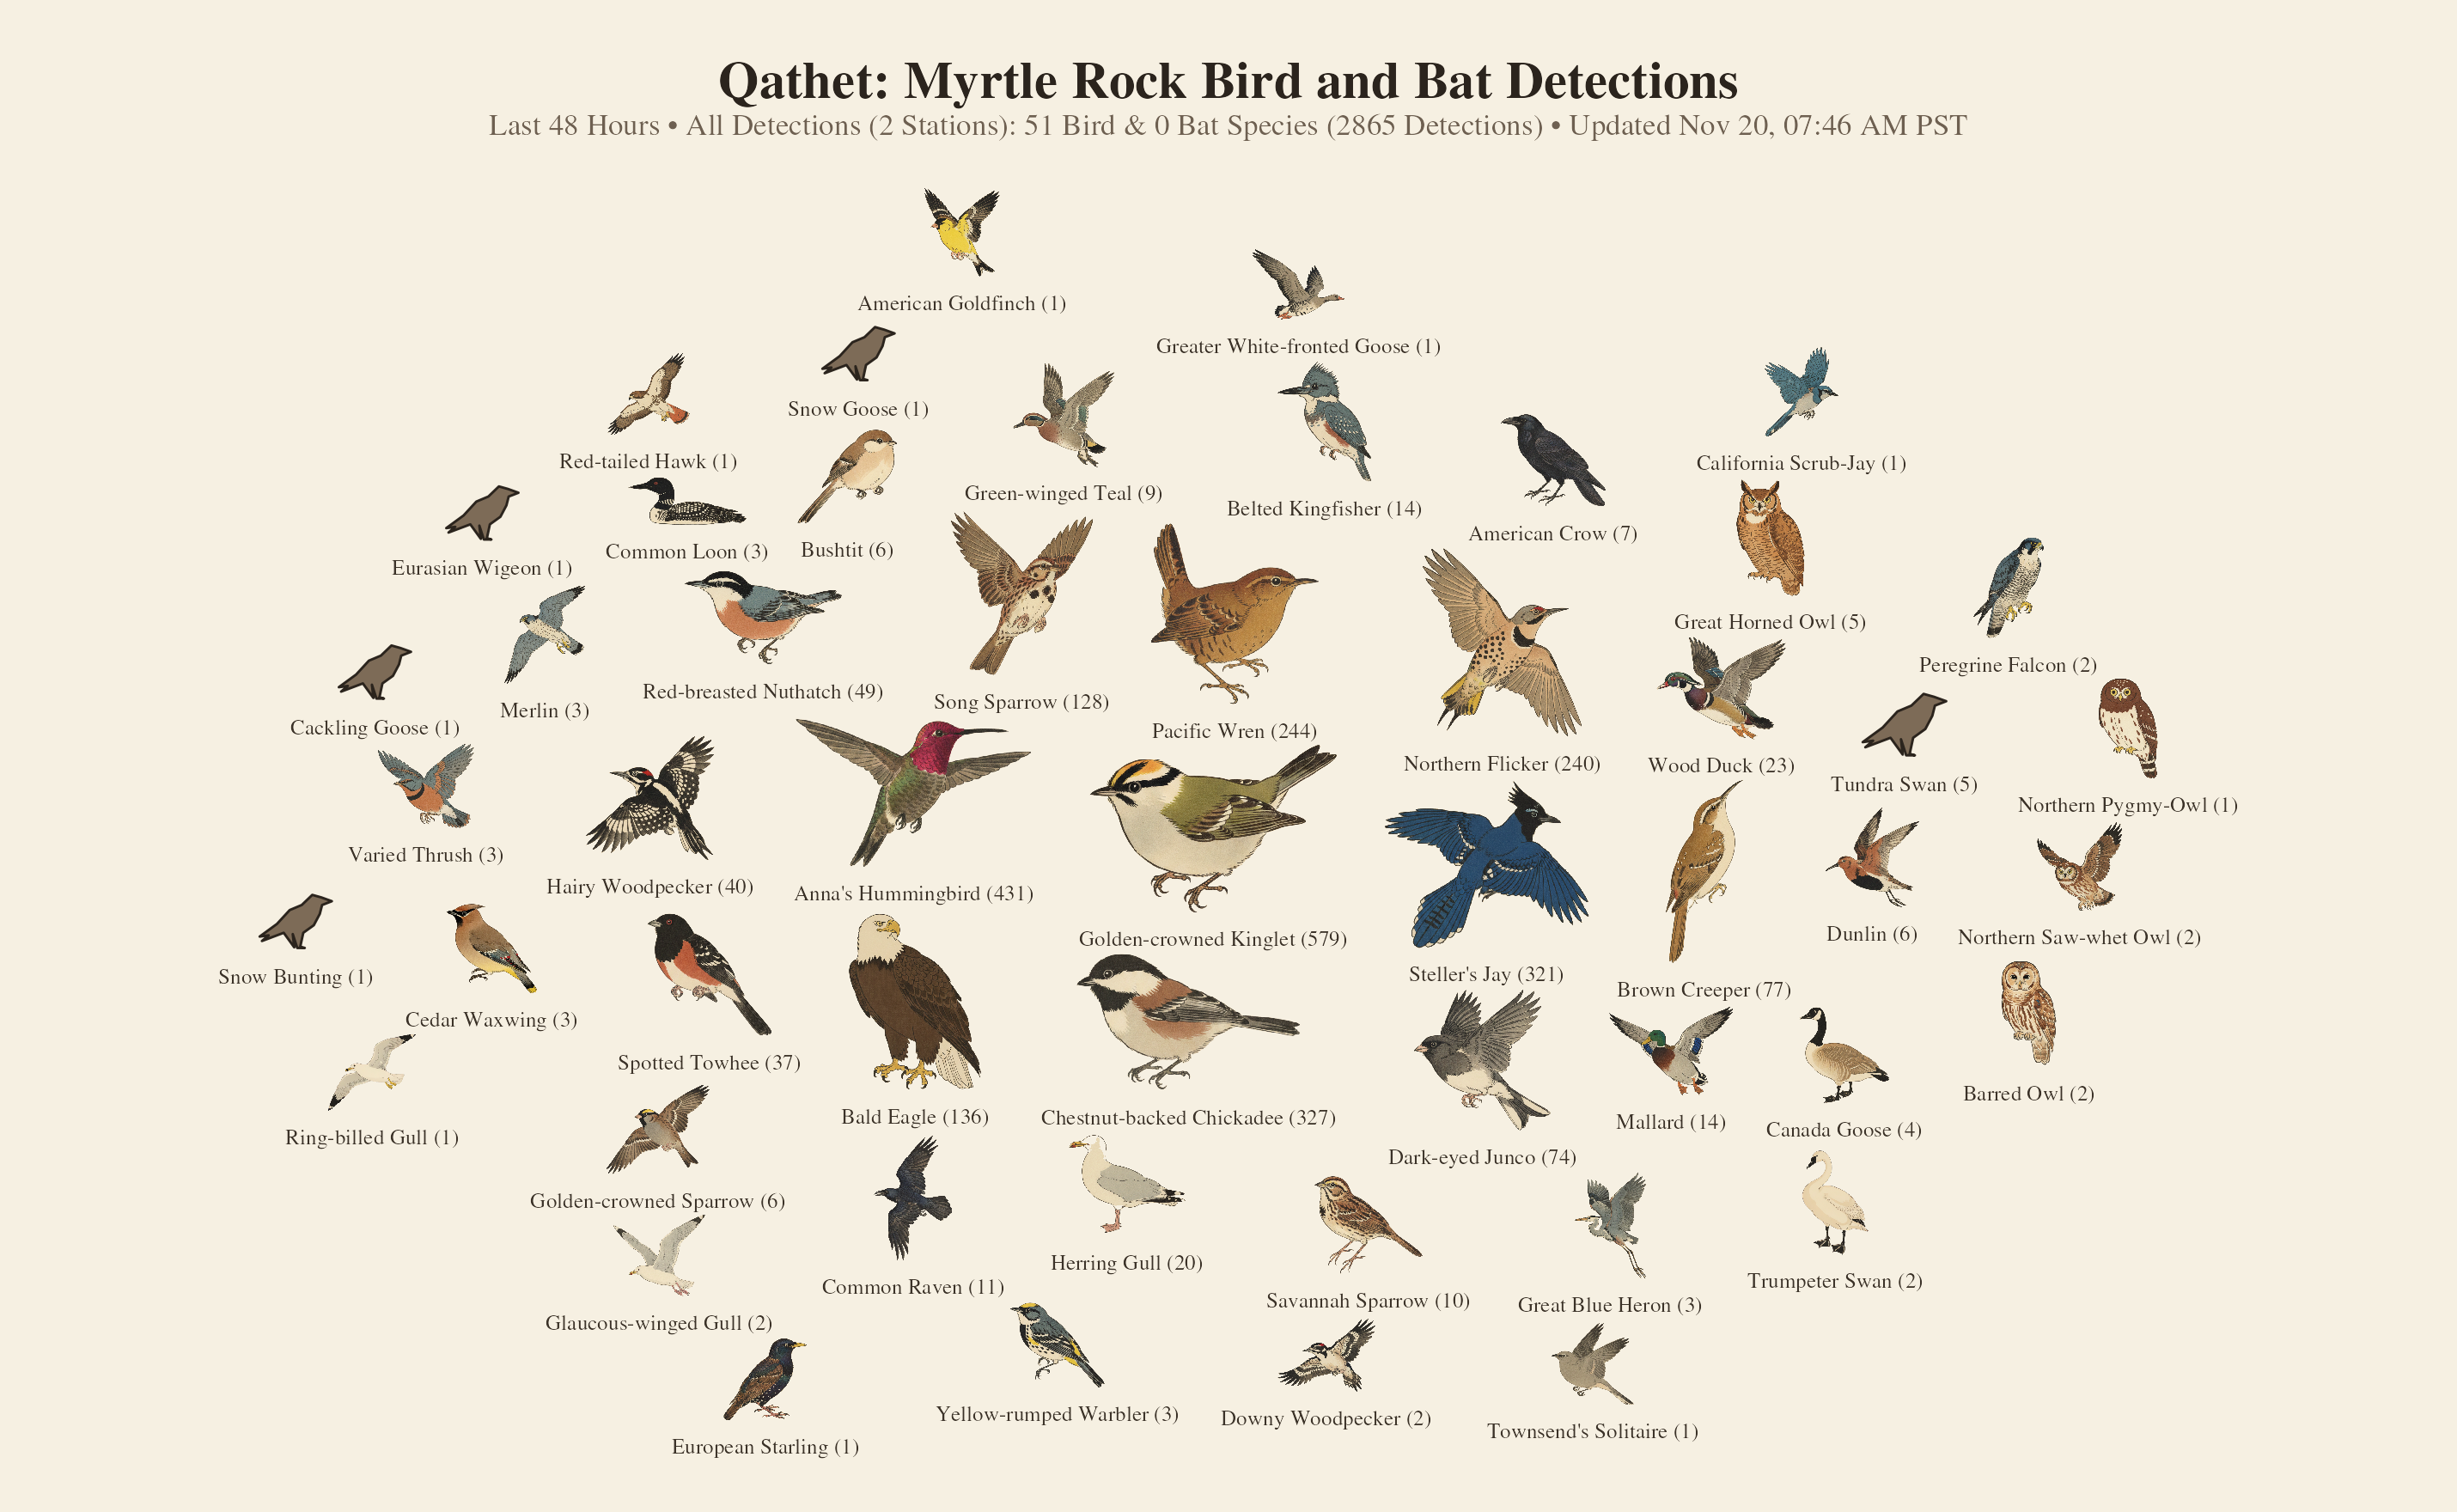 Qathet: Myrtle Rock Bird and Bat Detections
Last 48 Hours • All Detections (2 Stations): 51 Bird & 0 Bat Species (2865 Detections) • Updated Nov 20, 07:46 AM PST
American Goldfinch (1)
Greater White-fronted Goose (1)
Snow Goose (1)
Red-tailed Hawk (1)
California Scrub-Jay (1)
Green-winged Teal (9)
Belted Kingfisher (14)
American Crow (7)
Common Loon (3)
Bushtit (6)
Eurasian Wigeon (1)
Great Horned Owl (5)
Peregrine Falcon (2)
Red-breasted Nuthatch (49)
Song Sparrow (128)
Merlin (3)
Cackling Goose (1)
Pacific Wren (244)
Northern Flicker (240)
Wood Duck (23)
Tundra Swan (5)
Northern Pygmy-Owl (1)
Varied Thrush (3)
Hairy Woodpecker (40)
Anna's Hummingbird (431)
Golden-crowned Kinglet (579)
Dunlin (6)
Northern Saw-whet Owl (2)
Snow Bunting (1)
Steller's Jay (321)
Brown Creeper (77)
Cedar Waxwing (3)
Spotted Towhee (37)
Barred Owl (2)
Bald Eagle (136)
Chestnut-backed Chickadee (327)
Mallard (14)
Canada Goose (4)
Ring-billed Gull (1)
Dark-eyed Junco (74)
Golden-crowned Sparrow (6)
Herring Gull (20)
Common Raven (11)
Trumpeter Swan (2)
Savannah Sparrow (10)
Great Blue Heron (3)
Glaucous-winged Gull (2)
Yellow-rumped Warbler (3)
Downy Woodpecker (2)
Townsend's Solitaire (1)
European Starling (1)